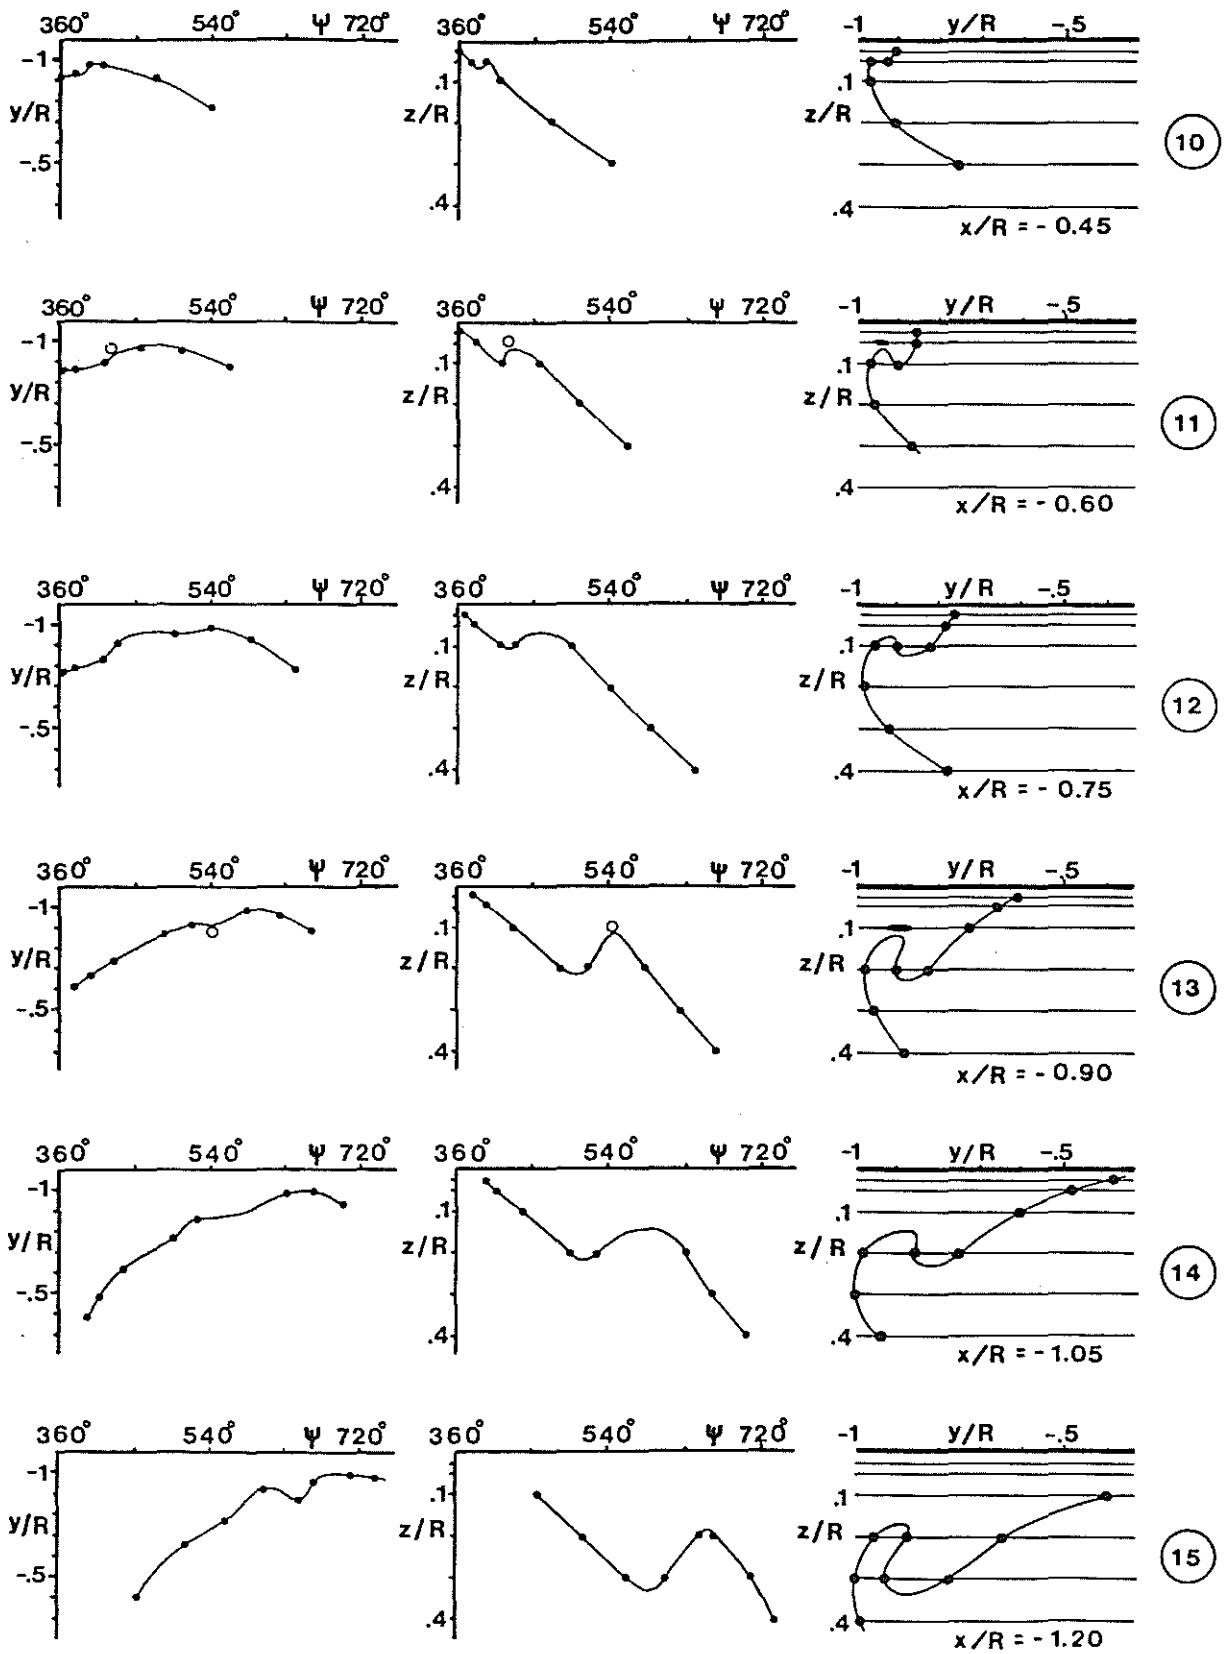 360° 540° ψ 720° 360° 540° ψ 720° -1 y/R -.5
-1 .1 .1
y/R z/R z/R 10
-.5 .4 .4
x/R = - 0.45
360° 540° ψ 720° 360° 540° ψ 720° -1 y/R -.5
-1 .1 .1
y/R z/R z/R 11
-.5 .4 .4
x/R = - 0.60
360° 540° ψ 720° 360° 540° ψ 720° -1 y/R -.5
-1 .1 .1
y/R z/R z/R 12
-.5 .4 .4
x/R = - 0.75
360° 540° ψ 720° 360° 540° ψ 720° -1 y/R -.5
-1 .1 .1
y/R z/R z/R 13
-.5 .4 .4
x/R = - 0.90
360° 540° ψ 720° 360° 540° ψ 720° -1 y/R -.5
-1 .1 .1
y/R z/R z/R 14
-.5 .4 .4
x/R = - 1.05
360° 540° ψ 720° 360° 540° ψ 720° -1 y/R -.5
-1 .1 .1
y/R z/R z/R 15
-.5 .4 .4
x/R = - 1.20